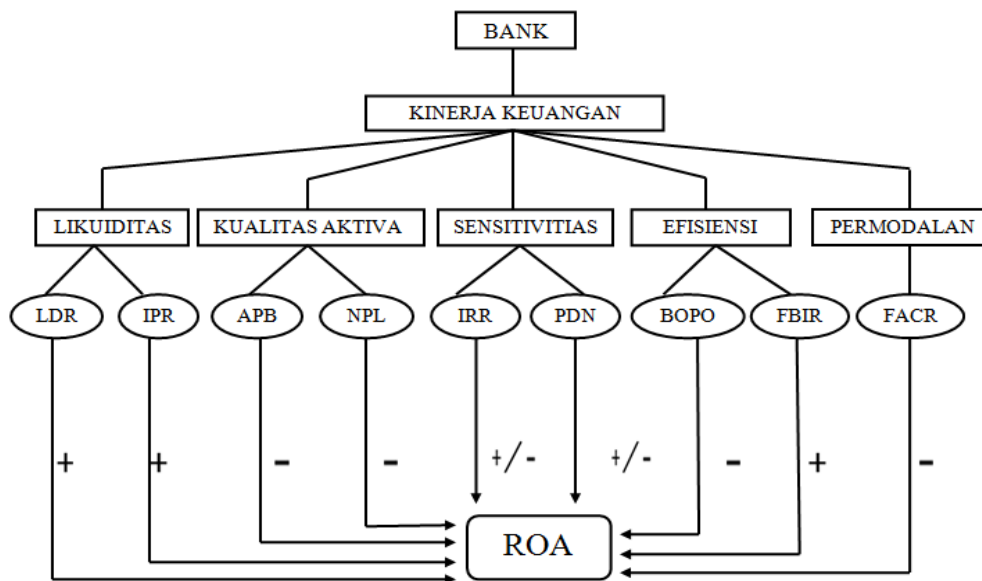 BANK
KINERJA KEUANGAN
LIKUIDITAS KUALITAS AKTIVA SENSITIVITIAS EFISIENSI PERMODALAN
LDR IPR APB NPL IRR PDN BOPO FBIR FACR
+ + - - +/- +/- - + -
ROA